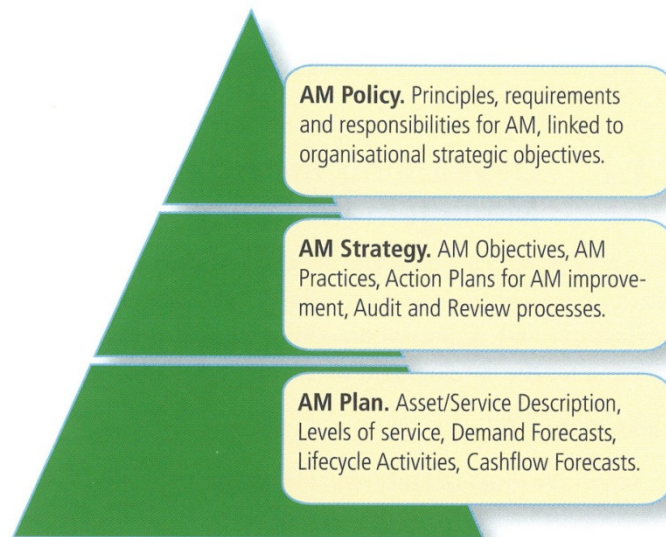 AM Policy. Principles, requirements
and responsibilities for AM, linked to
organisational strategic objectives.
AM Strategy. AM Objectives, AM
Practices, Action Plans for AM improve-
ment, Audit and Review processes.
AM Plan. Asset/Service Description,
Levels of service, Demand Forecasts,
Lifecycle Activities, Cashflow Forecasts.